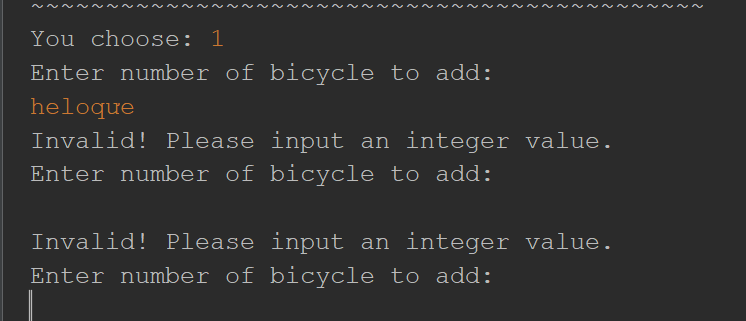 ~~~~~~~~~~~~~~~~~~~~~~~~~~~~~~~~~~~~~~~~~~~~~
You choose: 1
Enter number of bicycle to add:
heloqưe
Invalid! Please input an integer value.
Enter number of bicycle to add:
Invalid! Please input an integer value.
Enter number of bicycle to add: